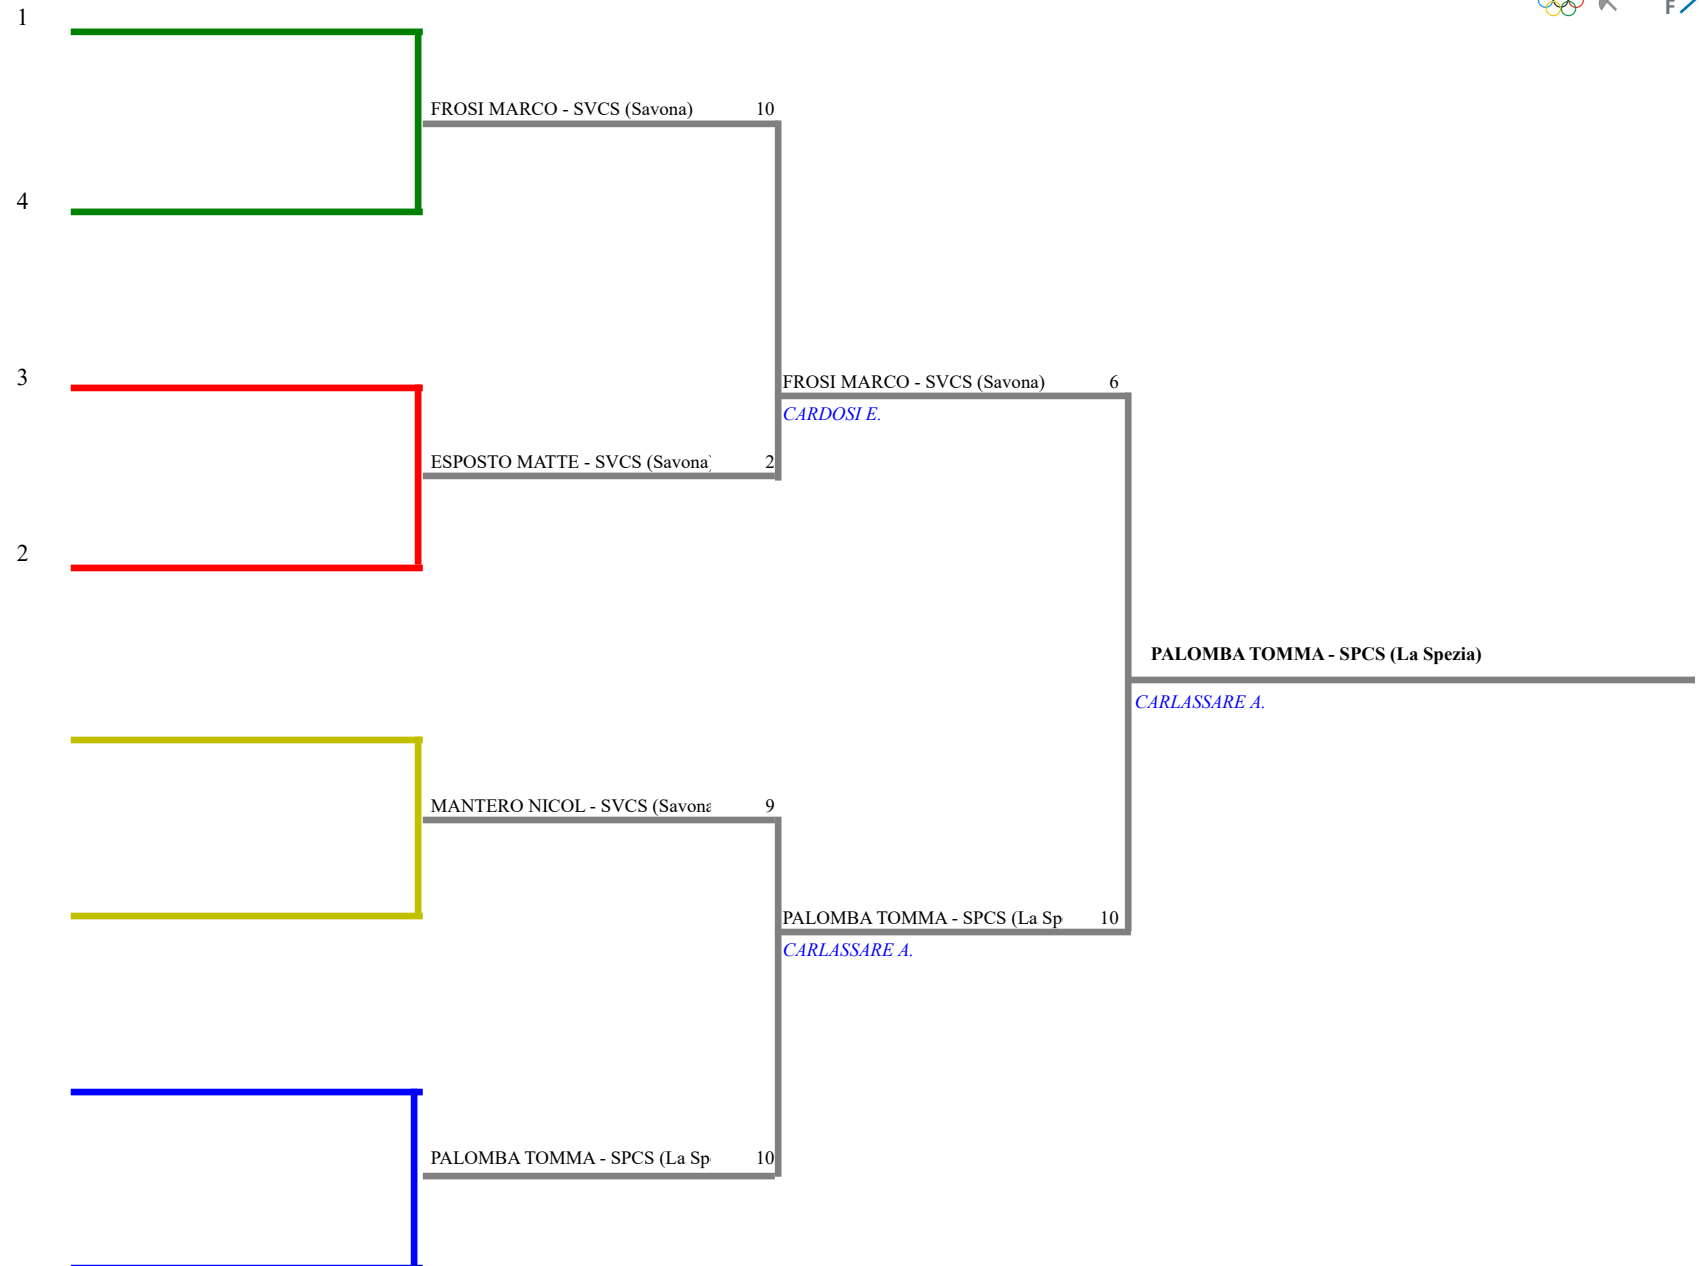 1
FROSI MARCO - SVCS (Savona) 10
4
3
FROSI MARCO - SVCS (Savona) 6
CARDOSI E.
ESPOSTO MATTE - SVCS (Savona) 2
2
PALOMBA TOMMA - SPCS (La Spezia)
CARLASSARE A.
MANTERO NICOL - SVCS (Savona 9
PALOMBA TOMMA - SPCS (La Sp 10
CARLASSARE A.
PALOMBA TOMMA - SPCS (La Sp 10
F